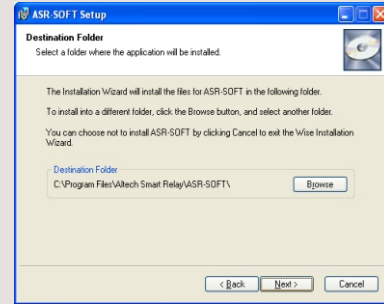 ASR-SOFT Setup
Destination Folder
Select a folder where the application will be installed.
The Installation Wizard will install the files for ASR-SOFT in the following folder.
To install into a different folder, click the Browse button, and select another folder.
You can choose not to install ASR-SOFT by clicking Cancel to exit the Wise Installation
Wizard.
Destination Folder
C:\Program Files\Altech Smart Relay\ASR-SOFT\
Browse
< Back
Next >
Cancel